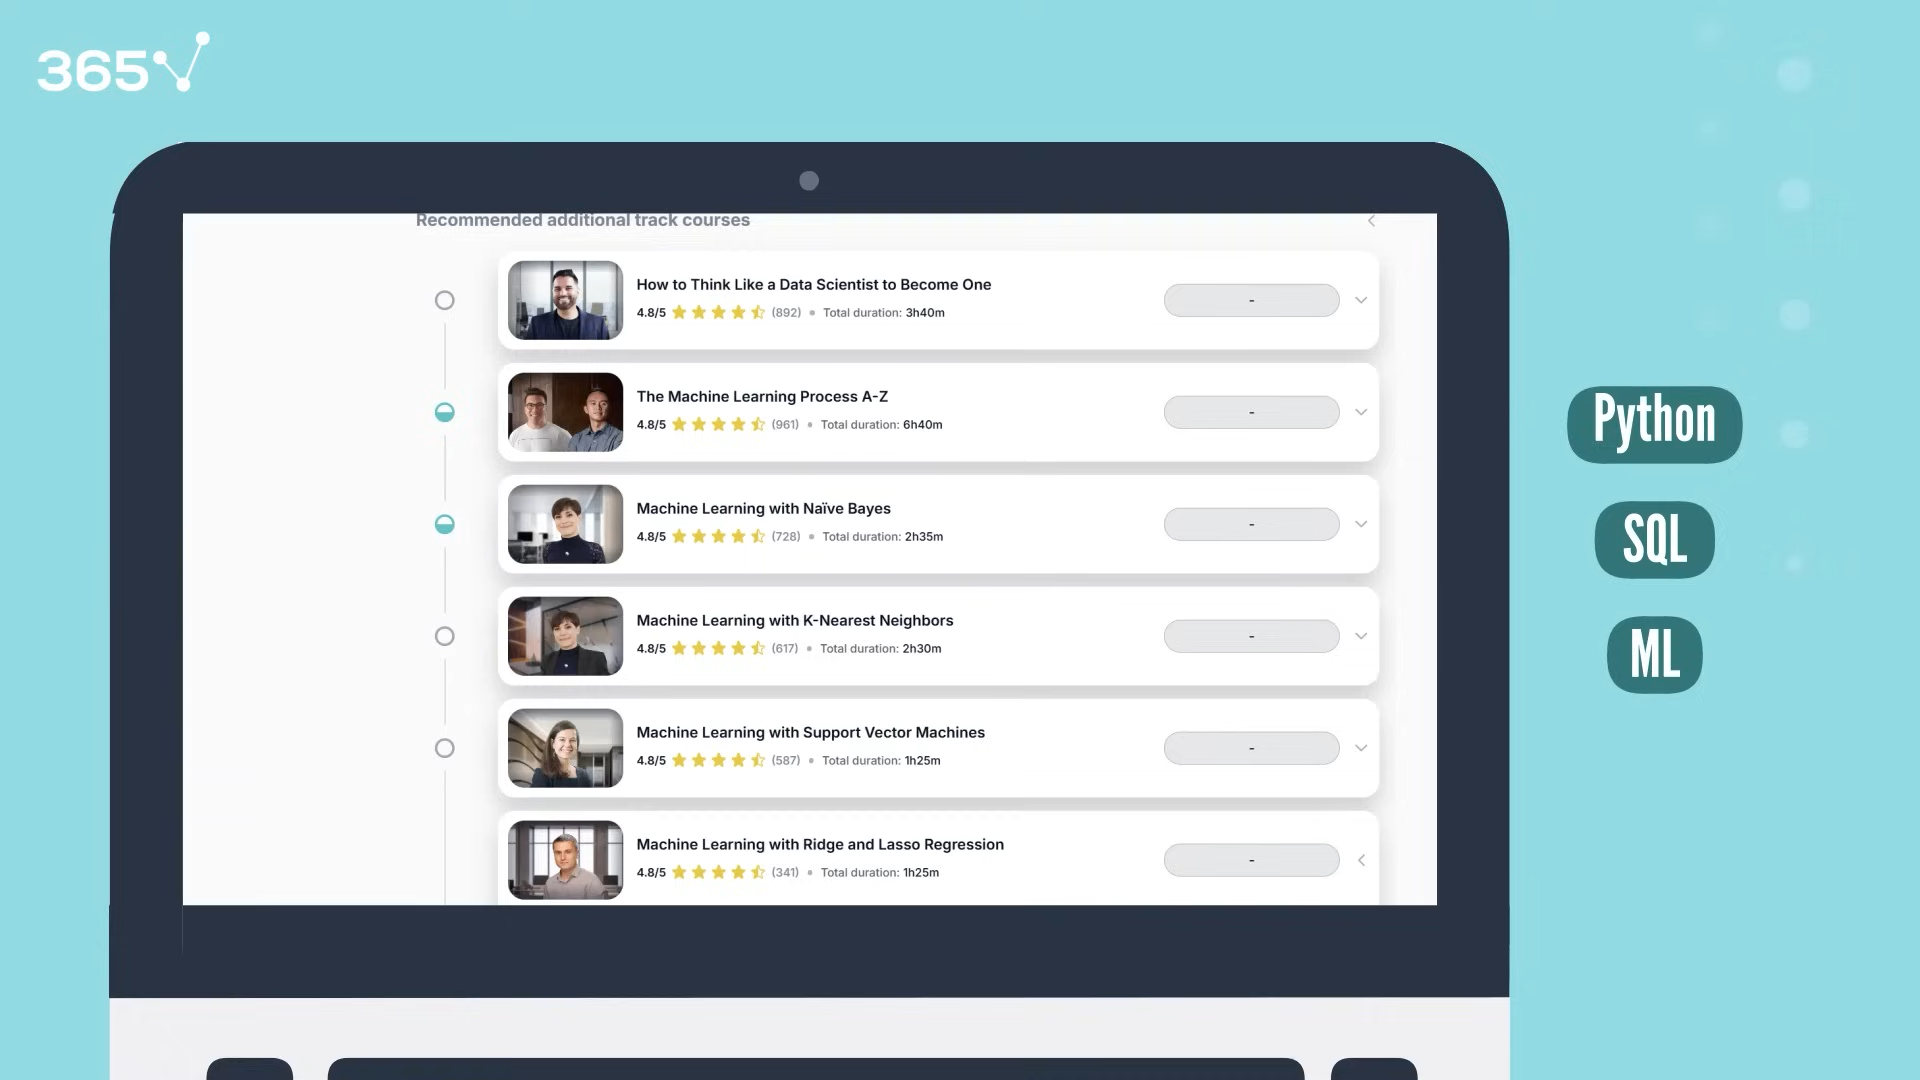 365
Recommended additional track courses
How to Think Like a Data Scientist to Become One
4.8/5 (892) • Total duration: 3h40m
-
The Machine Learning Process A-Z
4.8/5 (961) • Total duration: 6h40m
-
Machine Learning with Naïve Bayes
4.8/5 (728) • Total duration: 2h35m
-
Machine Learning with K-Nearest Neighbors
4.8/5 (617) • Total duration: 2h30m
-
Machine Learning with Support Vector Machines
4.8/5 (587) • Total duration: 1h25m
-
Machine Learning with Ridge and Lasso Regression
4.8/5 (341) • Total duration: 1h25m
-
Python
SQL
ML